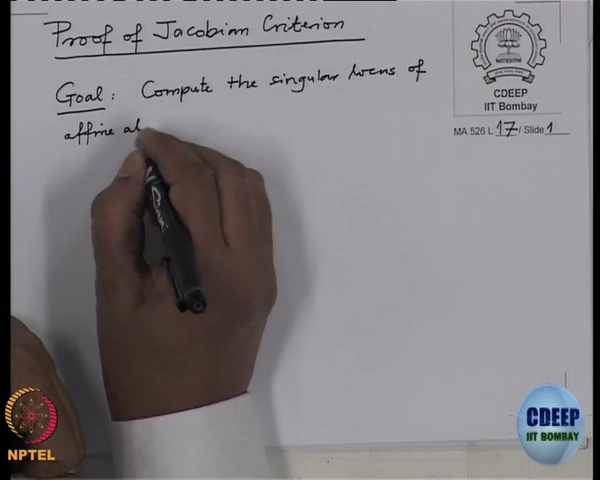 Proof of Jacobian Criterion
Goal: Compute the singular locus of
affine al
CDEEP
IIT Bombay
MA 526 L 17 / Slide 1
NPTEL
CDEEP
IIT BOMBAY